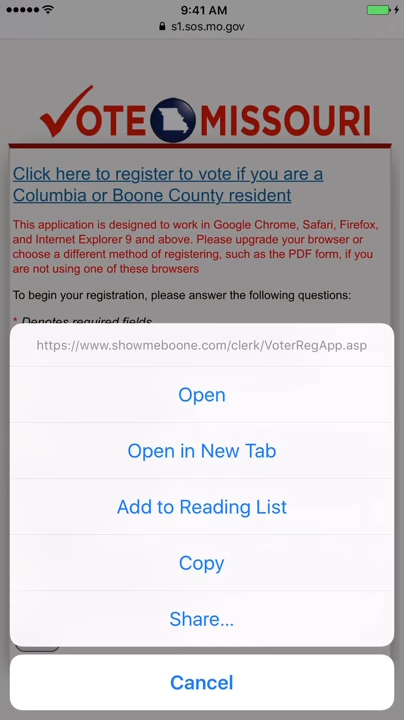 9:41 AM
s1.sos.mo.gov
VOTE MISSOURI
Click here to register to vote if you are a
Columbia or Boone County resident
This application is designed to work in Google Chrome, Safari, Firefox,
and Internet Explorer 9 and above. Please upgrade your browser or
choose a different method of registering, such as the PDF form, if you
are not using one of these browsers
To begin your registration, please answer the following questions:
* Denotes required fields
https://www.showmeboone.com/clerk/VoterRegApp.asp
Open
Open in New Tab
Add to Reading List
Copy
Share...
Cancel